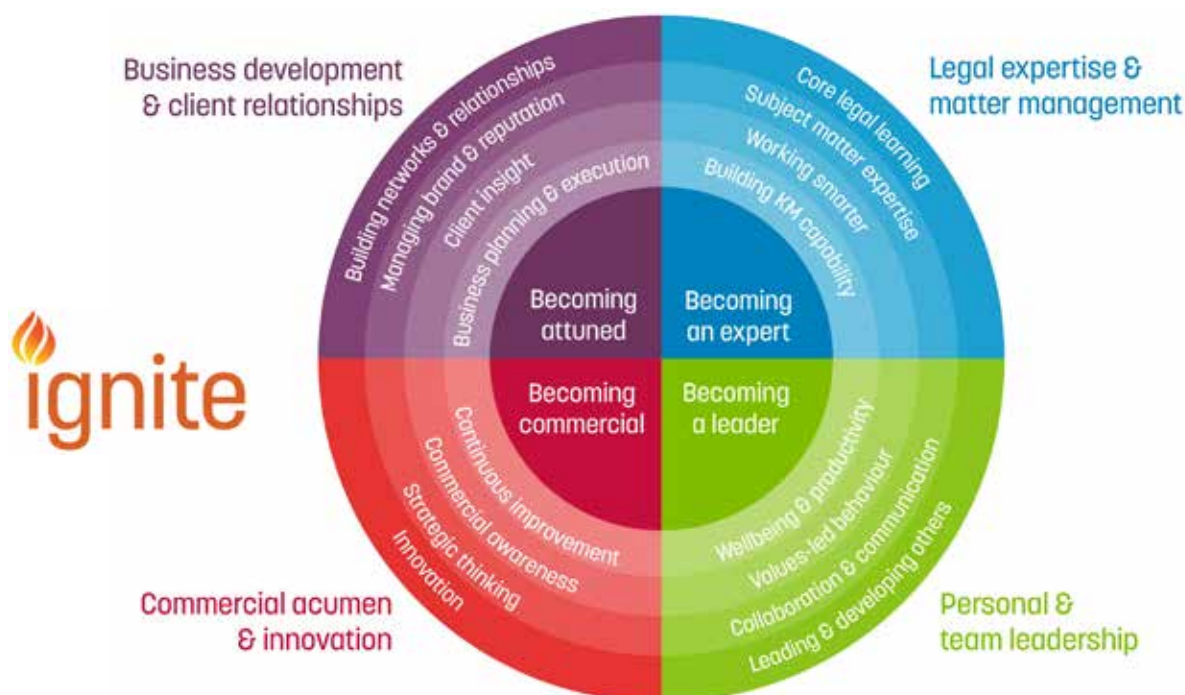 Business development
& client relationships
Legal expertise &
matter management
Building networks & relationships
Managing brand & reputation
Client insight
Business planning & execution
Core legal learning
Subject matter expertise
Working smarter
Building KM capability
Becoming
attuned
Becoming
an expert
ignite
Becoming
commercial
Becoming
a leader
Continuous improvement
Commercial awareness
Strategic thinking
Innovation
Wellbeing & productivity
Values-led behaviour
Collaboration & communication
Leading & developing others
Commercial acumen
& innovation
Personal &
team leadership